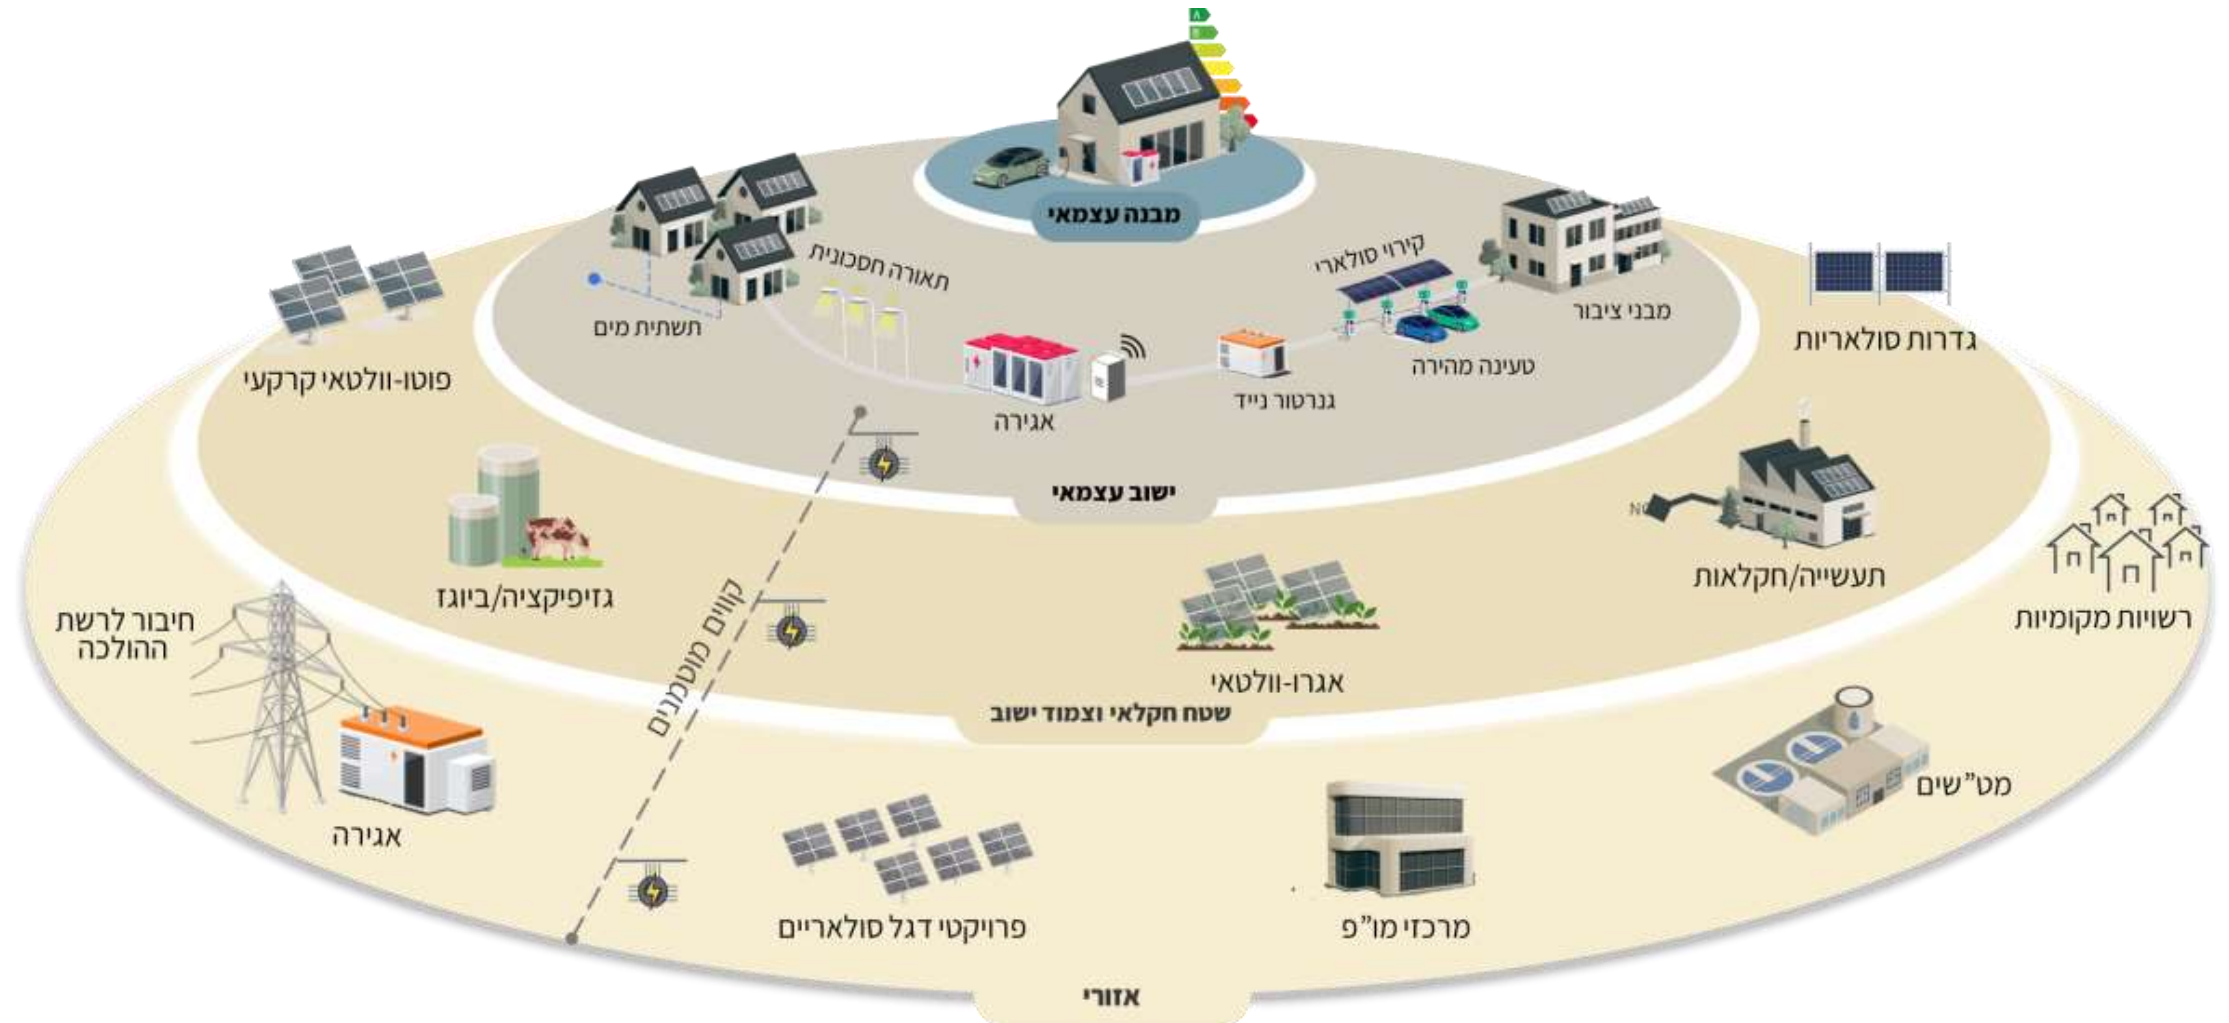 A
מבנה עצמאי
תאורה חסכונית
תשתית מים
קירוי סולארי
מבני ציבור
טעינה מהירה
גנרטור נייד
אגירה
ישוב עצמאי
גדרות סולאריות
פוטו-וולטאי קרקעי
תעשייה/חקלאות
גזיפיקציה/ביוגז
אגרו-וולטאי
שטח חקלאי וצמוד ישוב
קווים מוטמנים
רשויות מקומיות
חיבור לרשת
ההולכה
אגירה
מט”שים
מרכזי מו”פ
פרויקטי דגל סולאריים
אזורי